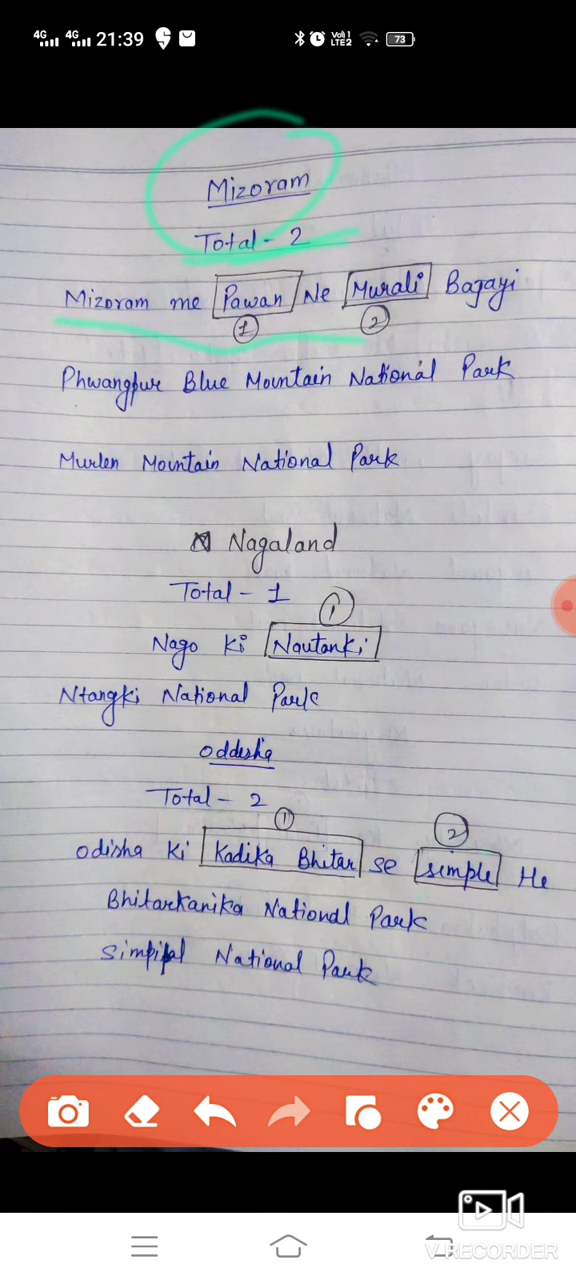 4G 4G 21:39 Vo) 1 LTE2 73
Mizoram
Total - 2
Mizoram me Pawan Ne Murali Bagayi
1 2
Phwangpur Blue Mountain National Park
Murlen Mountain National Park
N Nagaland
Total - 1
1
Nago Ki Nautanki
Ntangki National Park
Oddisha
Total - 2
1 2
Odisha Ki Kadika Bhitar se simple He
Bhitarkanika National Park
Simpipal National Park
V RECORDER